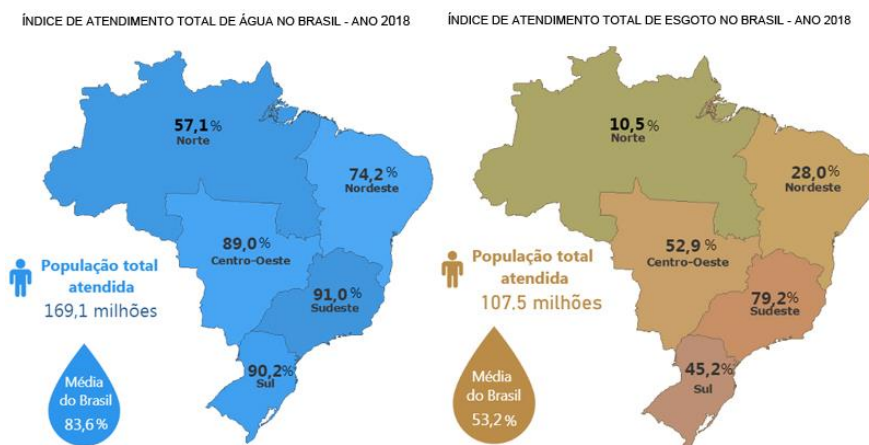 ÍNDICE DE ATENDIMENTO TOTAL DE ÁGUA NO BRASIL - ANO 2018
57,1%
Norte
74,2%
Nordeste
89,0%
Centro-Oeste
91,0%
Sudeste
90,2%
Sul
População total
atendida
169,1 milhões
Média
do Brasil
83,6%
ÍNDICE DE ATENDIMENTO TOTAL DE ESGOTO NO BRASIL - ANO 2018
10,5%
Norte
28,0%
Nordeste
52,9%
Centro-Oeste
79,2%
Sudeste
45,2%
Sul
População total
atendida
107.5 milhões
Média
do Brasil
53,2%